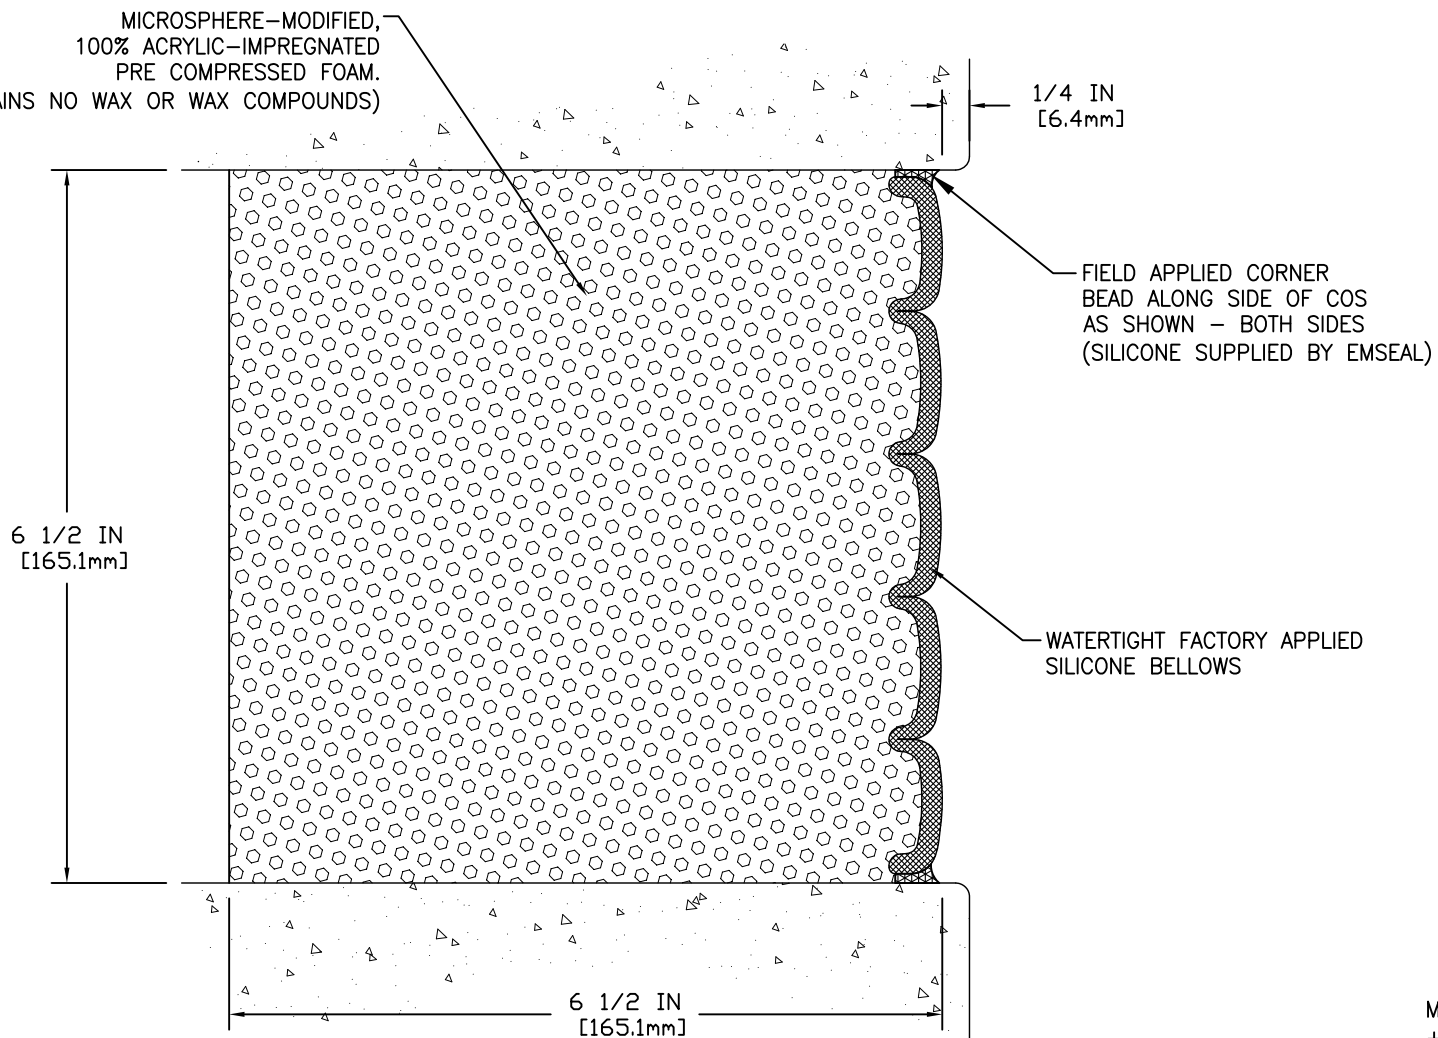 MICROSPHERE-MODIFIED,
100% ACRYLIC-IMPREGNATED
PRE COMPRESSED FOAM.
AINS NO WAX OR WAX COMPOUNDS)
1/4 IN
[6.4mm]
FIELD APPLIED CORNER
BEAD ALONG SIDE OF COS
AS SHOWN - BOTH SIDES
(SILICONE SUPPLIED BY EMSEAL)
6 1/2 IN
[165.1mm]
WATERTIGHT FACTORY APPLIED
SILICONE BELLOWS
6 1/2 IN
[165.1mm]
M